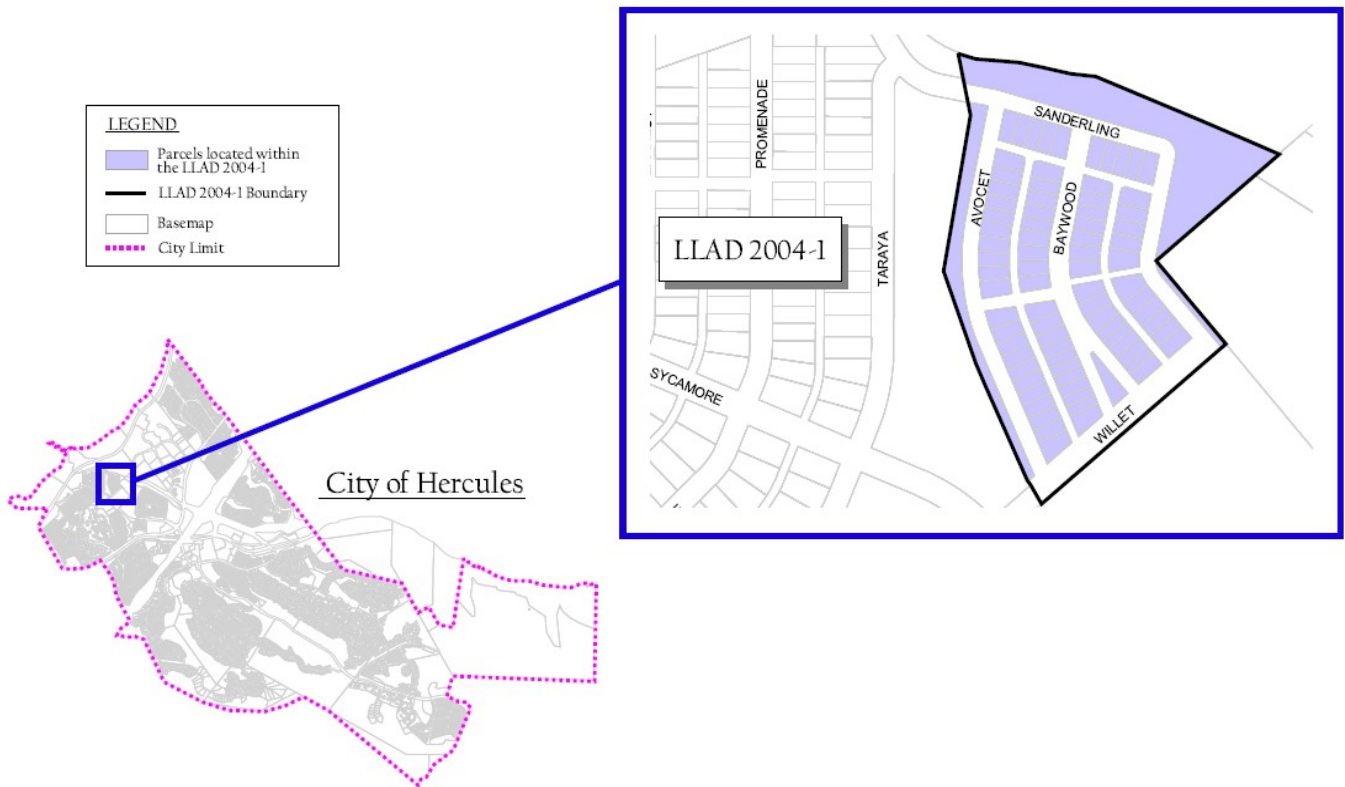 LEGEND
Parcels located within
the LLAD 2004-1
LLAD 2004-1 Boundary
Basemap
City Limit
City of Hercules
LLAD 2004-1
PROMENADE
TARAYA
SYCAMORE
SANDERLING
AVOCET
BAYWOOD
WILLET